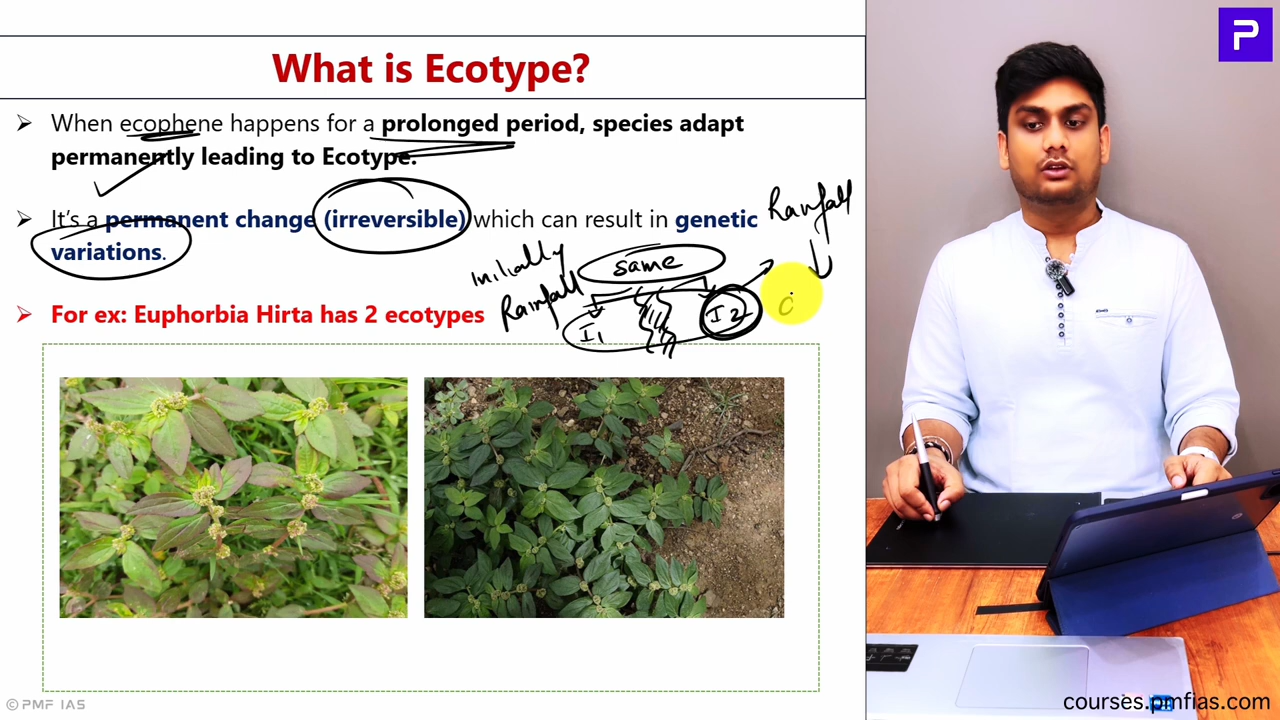 P
What is Ecotype?
➤ When ecophene happens for a prolonged period, species adapt
permanently leading to Ecotype.
➤ It's a permanent change (irreversible) which can result in genetic
variations.
Rainfall
Initially
Rainfall
same
I1
I2
➤ For ex: Euphorbia Hirta has 2 ecotypes
© PMF IAS
courses.pmfias.com